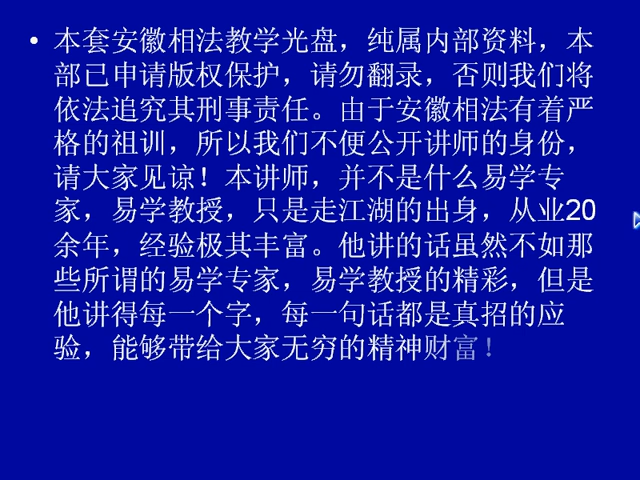 • 本套安徽相法教学光盘，纯属内部资料，本
部已申请版权保护，请勿翻录，否则我们将
依法追究其刑事责任。由于安徽相法有着严
格的祖训，所以我们不便公开讲师的身份，
请大家见谅！本讲师，并不是什么易学专
家，易学教授，只是走江湖的出身，从业20
余年，经验极其丰富。他讲的话虽然不如那
些所谓的易学专家，易学教授的精彩，但是
他讲得每一个字，每一句话都是真招的应
验，能够带给大家无穷的精神财富！